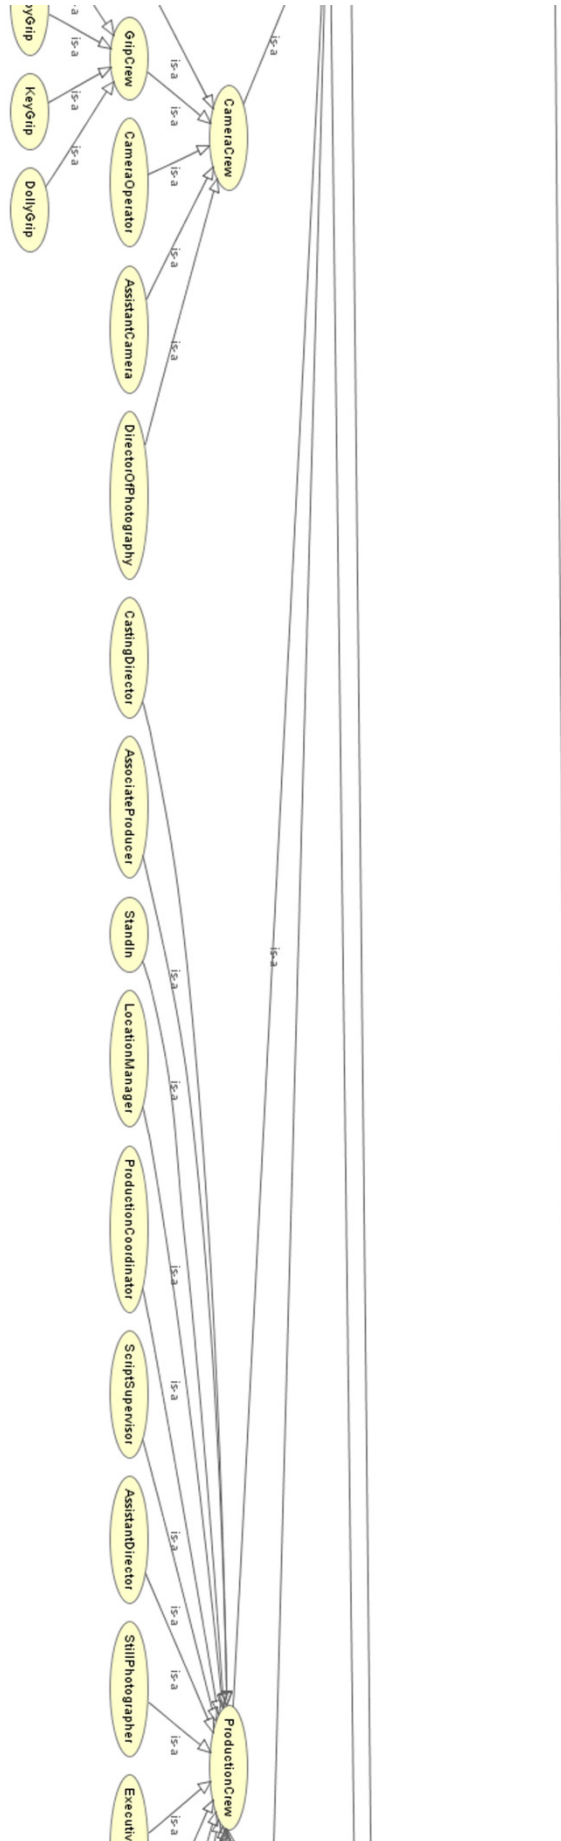 yGrip
KeyGrip
DollyGrip
is-a
is-a
is-a
is-a
GripCrew
CameraOperator
AssistantCamera
DirectorOfPhotography
CastingDirector
AssociateProducer
StandIn
LocationManager
ProductionCoordinator
ScriptSupervisor
AssistantDirector
StillPhotographer
Executiv
is-a
is-a
is-a
is-a
is-a
is-a
is-a
is-a
is-a
is-a
is-a
is-a
is-a
is-a
CameraCrew
ProductionCrew
is-a
is-a